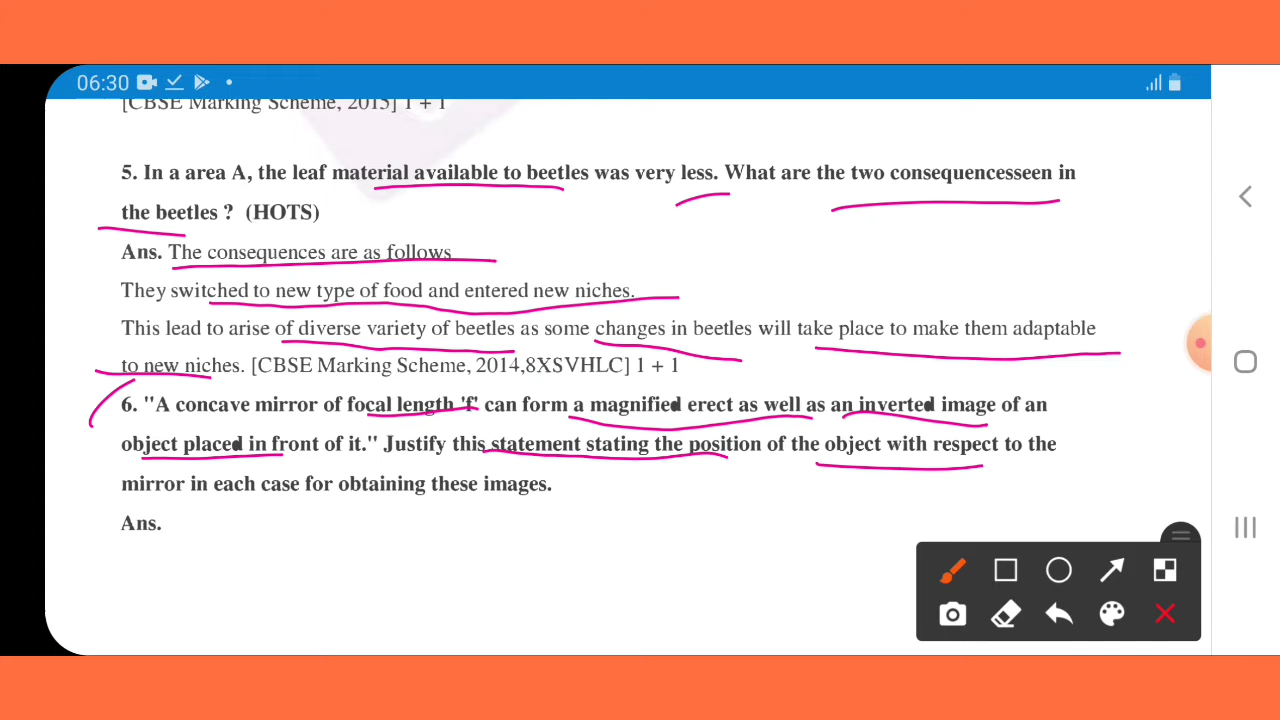 06:30
[CBSE Marking Scheme, 2015] 1 + 1
5. In a area A, the leaf material available to beetles was very less. What are the two consequencesseen in
the beetles ? (HOTS)
Ans. The consequences are as follows
They switched to new type of food and entered new niches.
This lead to arise of diverse variety of beetles as some changes in beetles will take place to make them adaptable
to new niches. [CBSE Marking Scheme, 2014,8XSVHLC] 1 + 1
6. "A concave mirror of focal length 'f' can form a magnified erect as well as an inverted image of an
object placed in front of it." Justify this statement stating the position of the object with respect to the
mirror in each case for obtaining these images.
Ans.